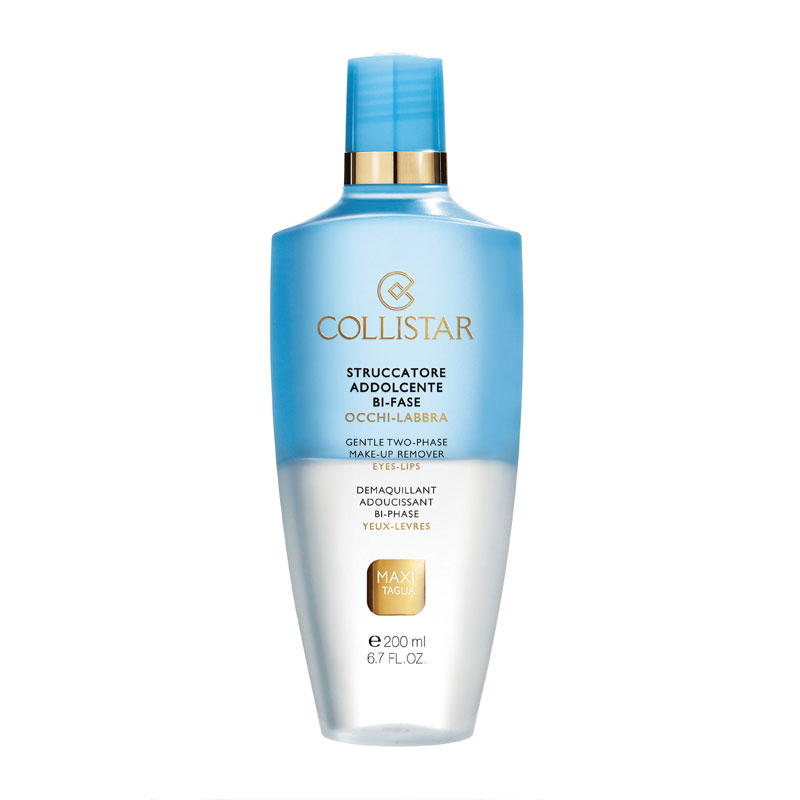 COLLISTAR
STRUCCATORE
ADDOLCENTE
BI-FASE
OCCHI-LABBRA
GENTLE TWO-PHASE
MAKE-UP REMOVER
EYES-LIPS
DEMAQUILLANT
ADOUCISSANT
BI-PHASE
YEUX-LEVRES
MAXI
TAGLIA
e 200 ml
6.7 FL.OZ.